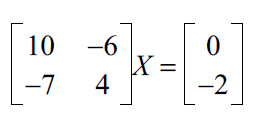 [10 −6; −7 4] X = [0; −2]